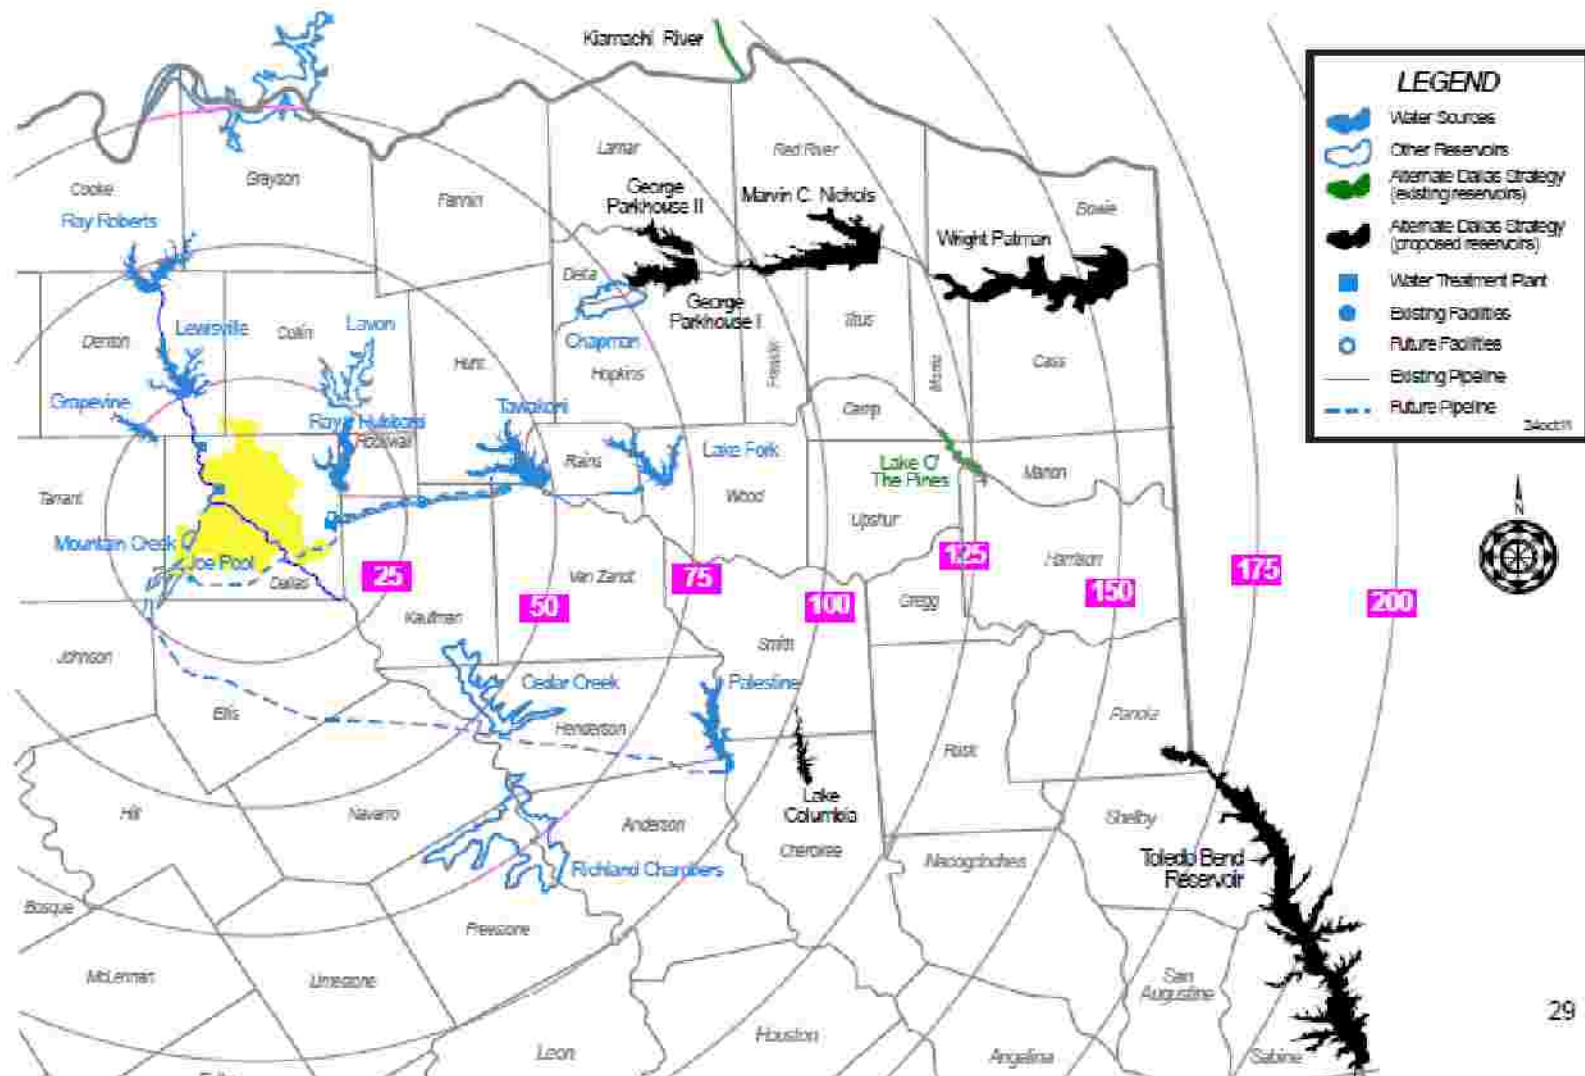 Kiamachi River
LEGEND
Water Sources
Other Reservoirs
Alternate Dallas Strategy
(existing reservoirs)
Alternate Dallas Strategy
(proposed reservoirs)
Water Treatment Plant
Existing Facilities
Future Facilities
Existing Pipeline
Future Pipeline
24oct11
N
Cooke
Grayson
Fannin
Lamar
Red River
Bowie
Ray Roberts
George
Parkhouse II
Marvin C. Nichols
Wright Patman
Delta
George
Parkhouse I
Denton
Lewisville
Collin
Lavon
Hunt
Chapman
Hopkins
Franklin
Titus
Morris
Cass
Grapevine
Ray Hubbard
Rockwall
Tawakoni
Rains
Lake Fork
Camp
Lake O'
The Pines
Marion
Tarrant
Wood
Upshur
Mountain Creek
Joe Pool
Dallas
25
50
75
100
125
150
175
200
Kaufman
Van Zandt
Gregg
Harrison
Johnson
Smith
Ellis
Cedar Creek
Henderson
Palestine
Rusk
Panola
Hill
Navarro
Anderson
Lake
Columbia
Cherokee
Shelby
Nacogdoches
Toledo Bend
Reservoir
Richland Chambers
Bosque
Freestone
McLennan
Limestone
San
Augustine
Leon
Houston
Angelina
Sabine
29